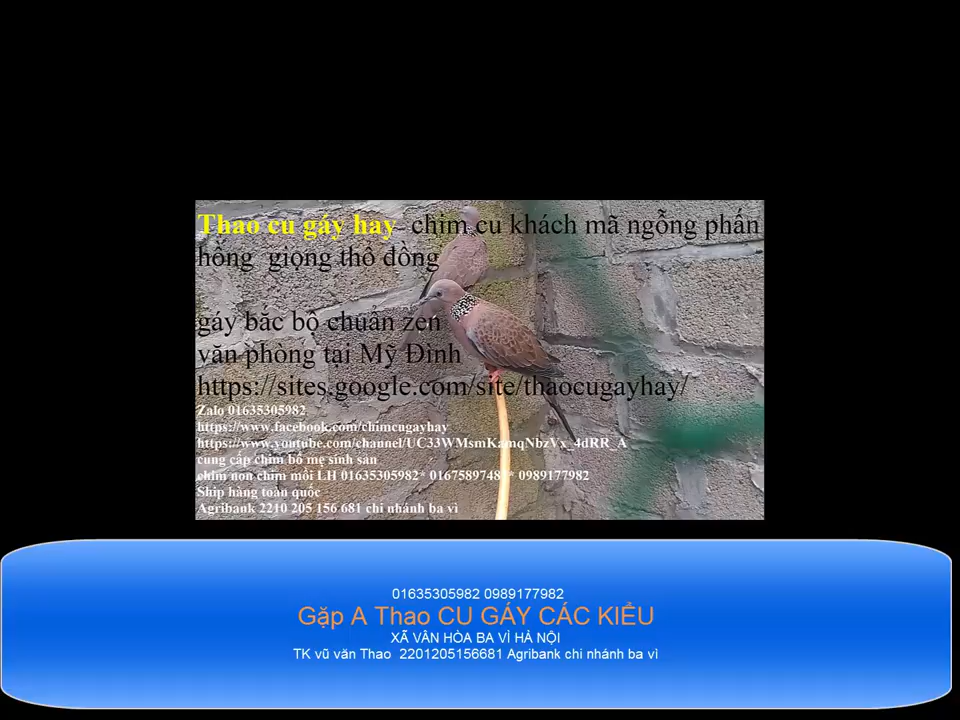 Thao cu gáy hay chim cu khách mã ngỗng phấn
hồng giọng thổ đồng
gáy bắc bộ chuẩn zen
văn phòng tại Mỹ Đình
https://sites.google.com/site/thaocugayhay/
Zalo 01635305982
https://www.facebook.com/chimcugayhay
https://www.youtube.com/channel/UC33WMsmKamqNbzVx_4dRR_A
cung cấp chim bố mẹ sinh sản
chim non chim mồi LH 01635305982* * 0989177982
Ship hàng toàn quốc
Agribank 2210 205 156 681 chi nhánh ba vì
01635305982 0989177982
Gặp A Thao CU GÁY CÁC KIỂU
XÃ VÂN HÒA BA VÌ HÀ NỘI
TK vũ văn Thao 2201205156681 Agribank chi nhánh ba vì